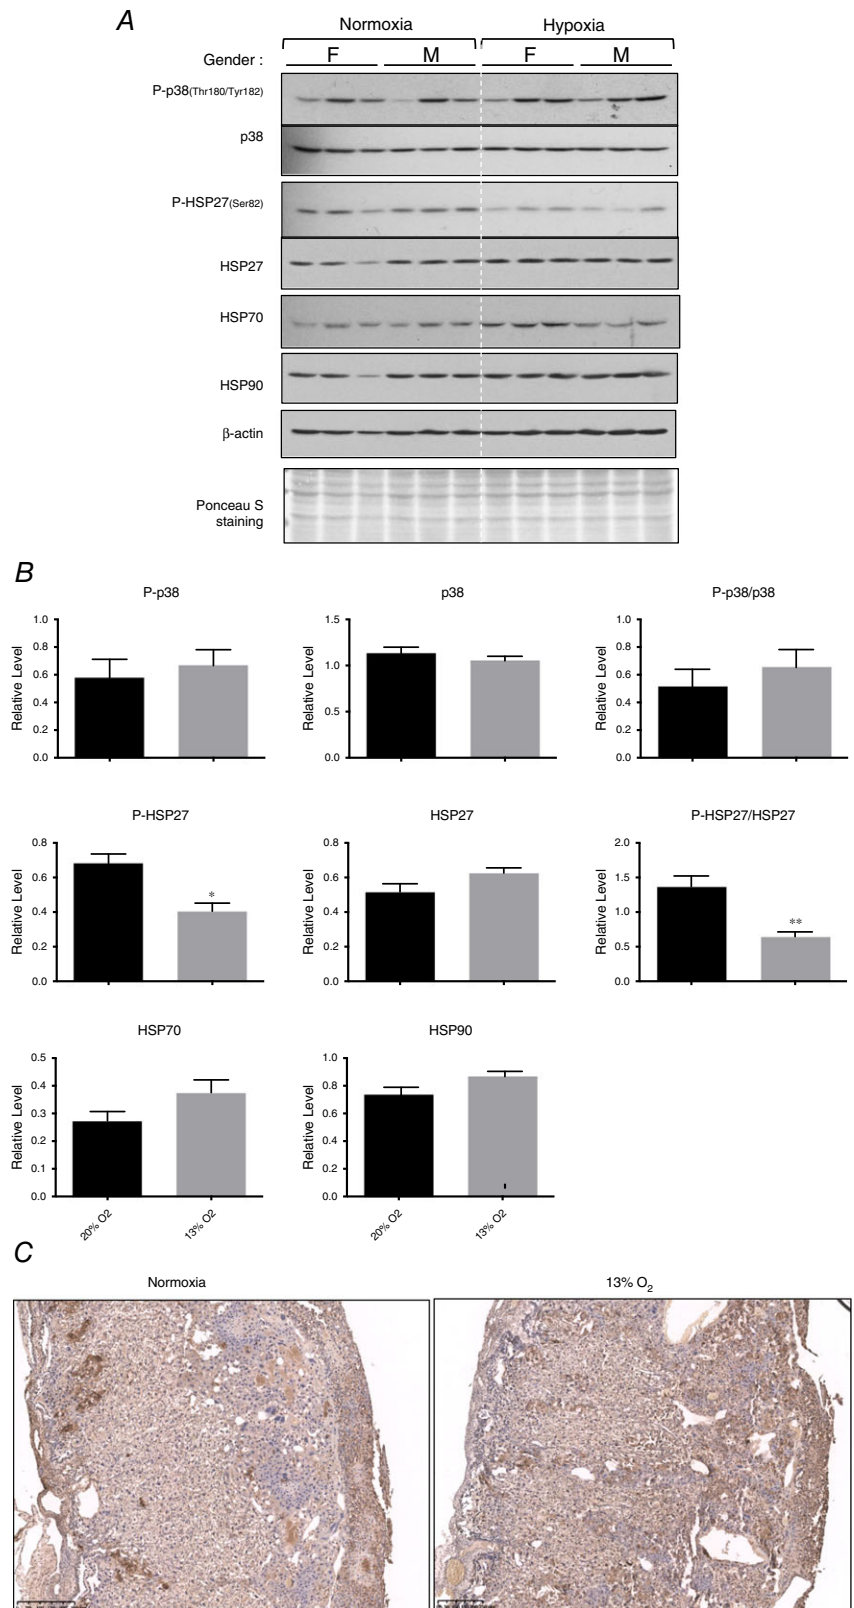 A
Normoxia
Hypoxia
Gender :
F
M
F
M
P-p38(Thr180/Tyr182)
p38
P-HSP27(Ser82)
HSP27
HSP70
HSP90
β-actin
Ponceau S
staining
B
P-p38
Relative Level
1.0
0.8
0.6
0.4
0.2
0.0
p38
Relative Level
1.5
1.0
0.5
0.0
P-p38/p38
Relative Level
1.0
0.8
0.6
0.4
0.2
0.0
P-HSP27
Relative Level
0.8
0.6
0.4
0.2
0.0
*
HSP27
Relative Level
0.8
0.6
0.4
0.2
0.0
P-HSP27/HSP27
Relative Level
2.0
1.5
1.0
0.5
0.0
**
HSP70
Relative Level
0.5
0.4
0.3
0.2
0.1
0.0
20% O2
13% O2
HSP90
Relative Level
1.0
0.8
0.6
0.4
0.2
0.0
20% O2
13% O2
C
Normoxia
13% O2